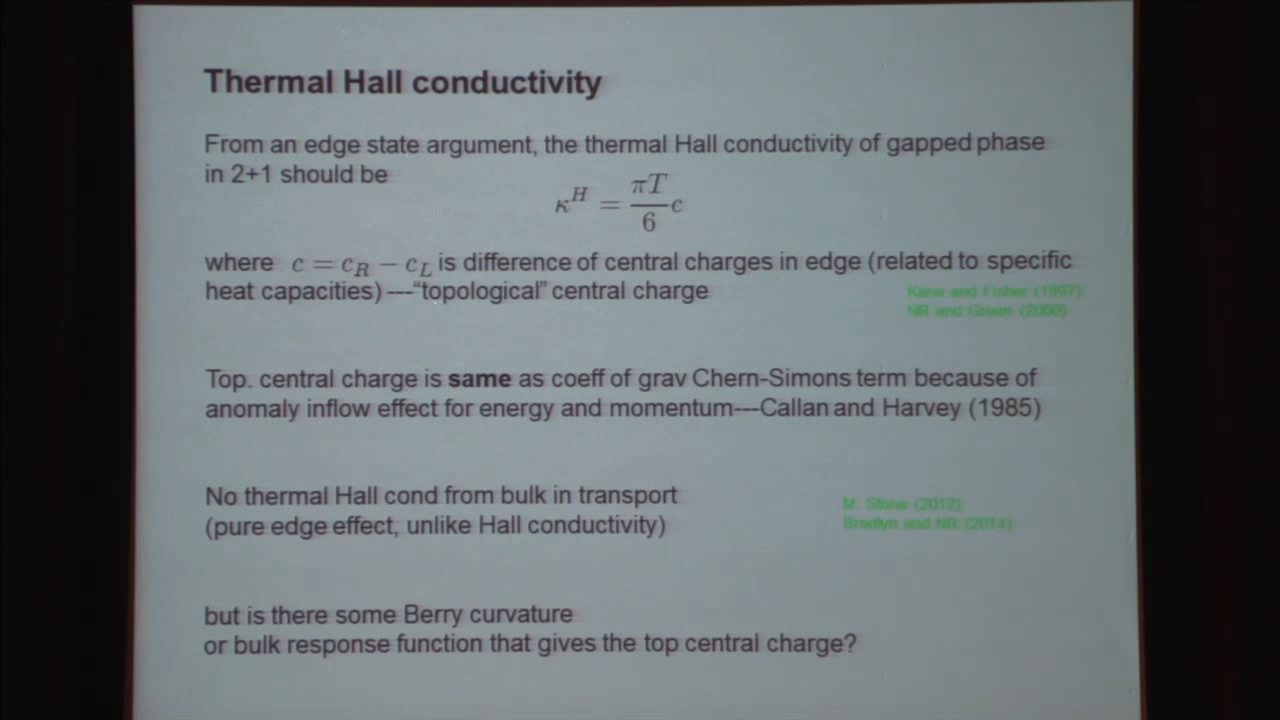 Thermal Hall conductivity
From an edge state argument, the thermal Hall conductivity of gapped phase
in 2+1 should be
κ^H = πT/6 c
where c = c_R − c_L is difference of central charges in edge (related to specific
heat capacities) ---“topological” central charge
Kane and Fisher (1997)
NR and Green (2000)
Top. central charge is same as coeff of grav Chern-Simons term because of
anomaly inflow effect for energy and momentum---Callan and Harvey (1985)
No thermal Hall cond from bulk in transport
(pure edge effect, unlike Hall conductivity)
M. Stone (2012)
Bradlyn and NR (2014)
but is there some Berry curvature
or bulk response function that gives the top central charge?